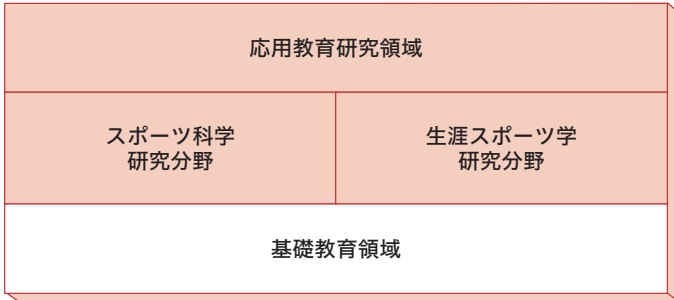 応用教育研究領域
スポーツ科学
研究分野
生涯スポーツ学
研究分野
基礎教育領域